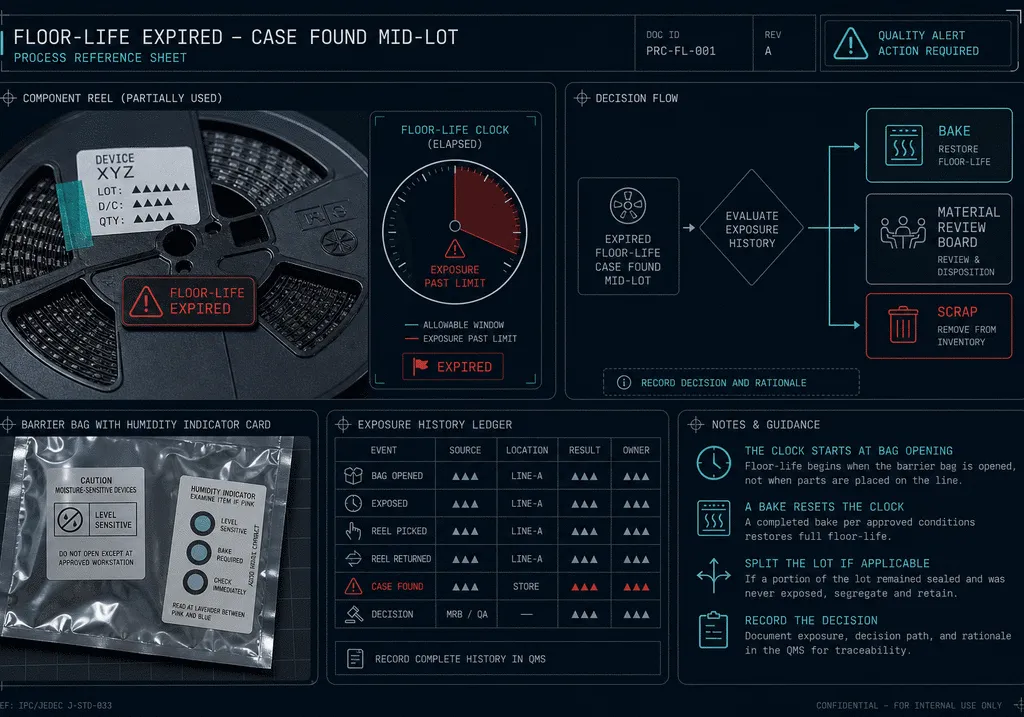 FLOOR-LIFE EXPIRED – CASE FOUND MID-LOT
PROCESS REFERENCE SHEET
DOC ID
PRC-FL-001
REV
A
QUALITY ALERT
ACTION REQUIRED
COMPONENT REEL (PARTIALLY USED)
DEVICE
XYZ
LOT: ▲▲▲▲▲▲
D/C: ▲▲▲▲
QTY: ▲▲▲▲
FLOOR-LIFE
EXPIRED
FLOOR-LIFE CLOCK
(ELAPSED)
EXPOSURE
PAST LIMIT
ALLOWABLE WINDOW
EXPOSURE PAST LIMIT
EXPIRED
DECISION FLOW
EXPIRED
FLOOR-LIFE
CASE FOUND
MID-LOT
EVALUATE
EXPOSURE
HISTORY
BAKE
RESTORE
FLOOR-LIFE
MATERIAL
REVIEW
BOARD
REVIEW &
DISPOSITION
SCRAP
REMOVE FROM
INVENTORY
RECORD DECISION AND RATIONALE
BARRIER BAG WITH HUMIDITY INDICATOR CARD
CAUTION
MOISTURE-SENSITIVE DEVICES
LEVEL
SENSITIVE
DO NOT OPEN EXCEPT AT
APPROVED WORKSTATION
HUMIDITY INDICATOR
EXAMINE ITEM IF PINK
LEVEL
SENSITIVE
BAKE
REQUIRED
CHECK
IMMEDIATELY
READ AT LAVENDER BETWEEN
PINK AND BLUE
EXPOSURE HISTORY LEDGER
EVENT SOURCE LOCATION RESULT OWNER
BAG OPENED ▲▲▲ LINE-A ▲▲▲ ▲▲▲
EXPOSED ▲▲▲ LINE-A ▲▲▲ ▲▲▲
REEL PICKED ▲▲▲ LINE-A ▲▲▲ ▲▲▲
REEL RETURNED ▲▲▲ LINE-A ▲▲▲ ▲▲▲
CASE FOUND ▲▲▲ STORE ▲▲▲ ▲▲▲
DECISION MRB / QA — ▲▲▲ ▲▲▲
RECORD COMPLETE HISTORY IN QMS
NOTES & GUIDANCE
THE CLOCK STARTS AT BAG OPENING
Floor-life begins when the barrier bag is opened,
not when parts are placed on the line.
A BAKE RESETS THE CLOCK
A completed bake per approved conditions
restores full floor-life.
SPLIT THE LOT IF APPLICABLE
If a portion of the lot remained sealed and was
never exposed, segregate and retain.
RECORD THE DECISION
Document exposure, decision path, and rationale
in the QMS for traceability.
EF: IPC/JEDEC J-STD-033
CONFIDENTIAL – FOR INTERNAL USE ONLY